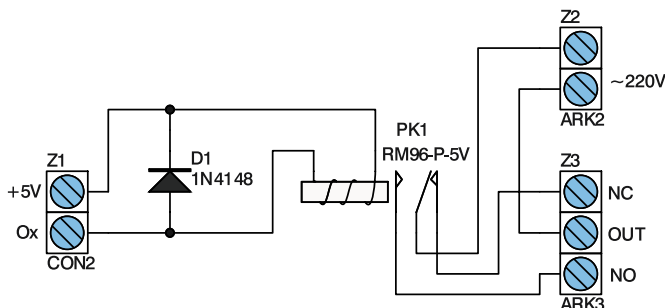 Z2
~220V
ARK2
PK1
RM96-P-5V
Z1
D1
1N4148
+5V
Ox
CON2
Z3
NC
OUT
NO
ARK3